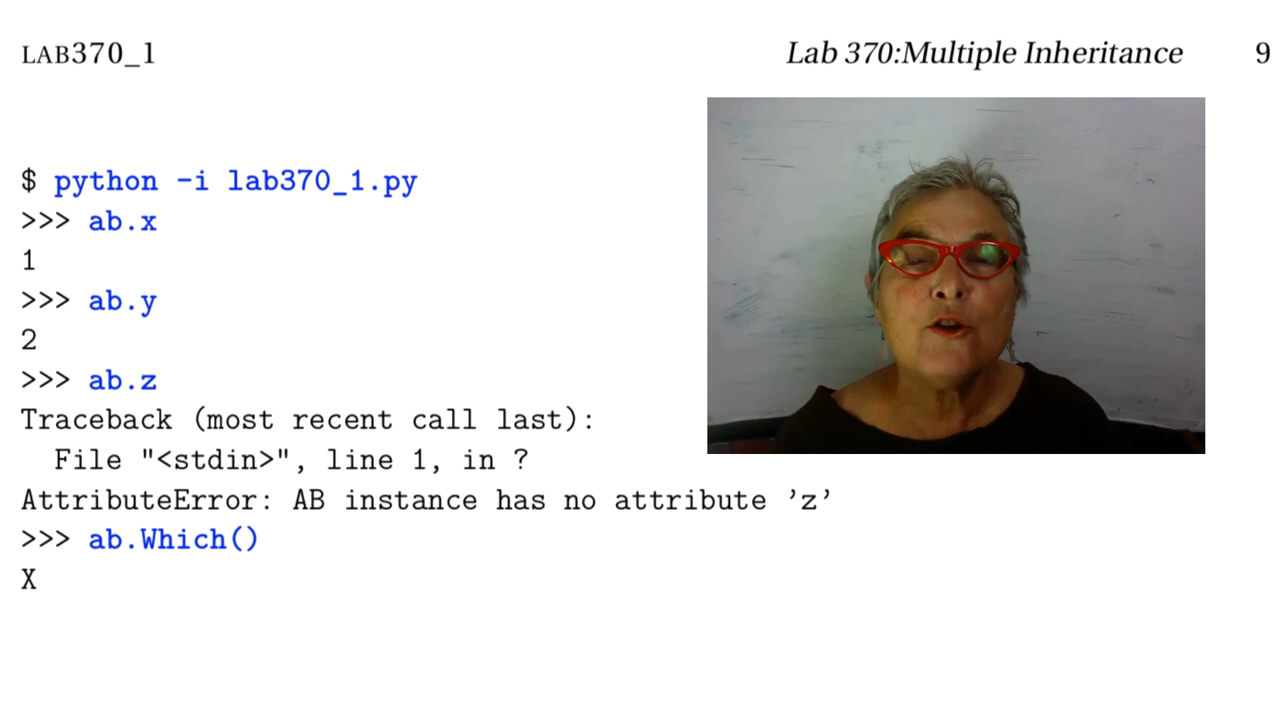 LAB370_1 Lab 370:Multiple Inheritance 9
$ python -i lab370_1.py
>>> ab.x
1
>>> ab.y
2
>>> ab.z
Traceback (most recent call last):
  File "<stdin>", line 1, in ?
AttributeError: AB instance has no attribute ’z’
>>> ab.Which()
X